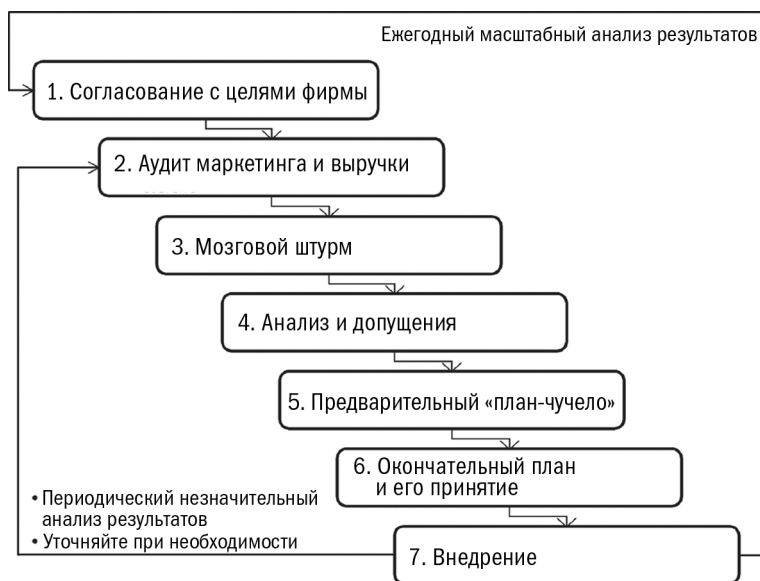 Ежегодный масштабный анализ результатов
1. Согласование с целями фирмы
2. Аудит маркетинга и выручки
3. Мозговой штурм
4. Анализ и допущения
5. Предварительный «план-чучело»
6. Окончательный план
и его принятие
• Периодический незначительный
анализ результатов
• Уточняйте при необходимости
7. Внедрение